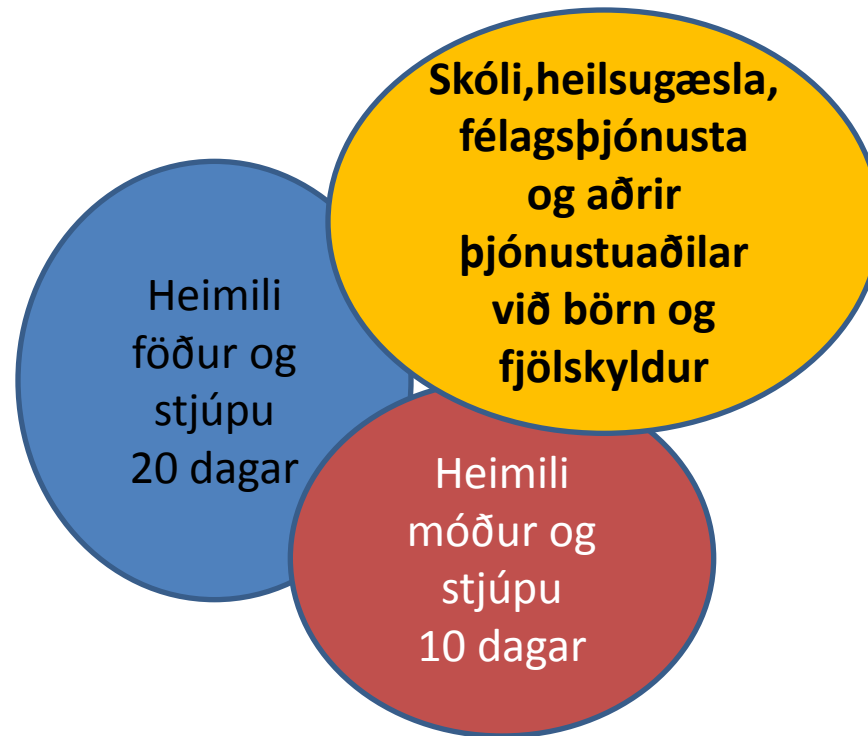 Skóli,heilsugæsla,
félagsþjónusta
og aðrir
þjónustuaðilar
við börn og
fjölskyldur
Heimili
föður og
stjúpu
20 dagar
Heimili
móður og
stjúpu
10 dagar